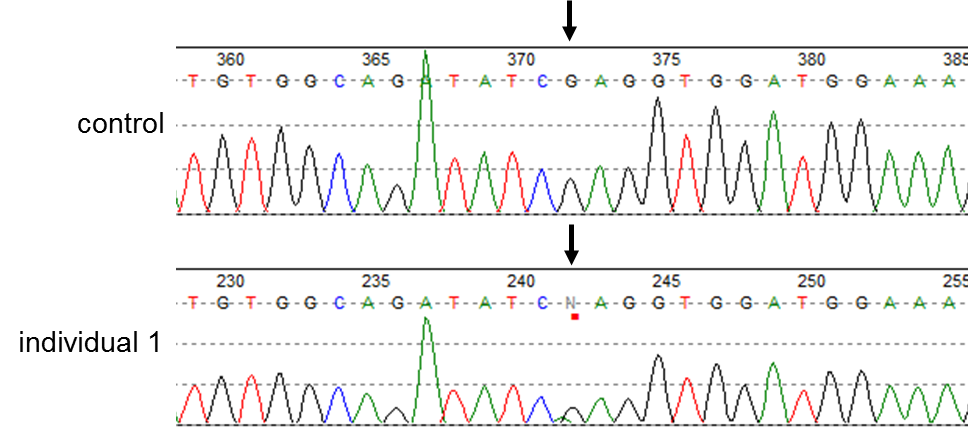 360 365 370 375 380 385
T G T G G C A G A T A T C G A G G T G G A T G G A A A
control
230 235 240 245 250 255
T G T G G C A G A T A T C N A G G T G G A T G G A A A
individual 1